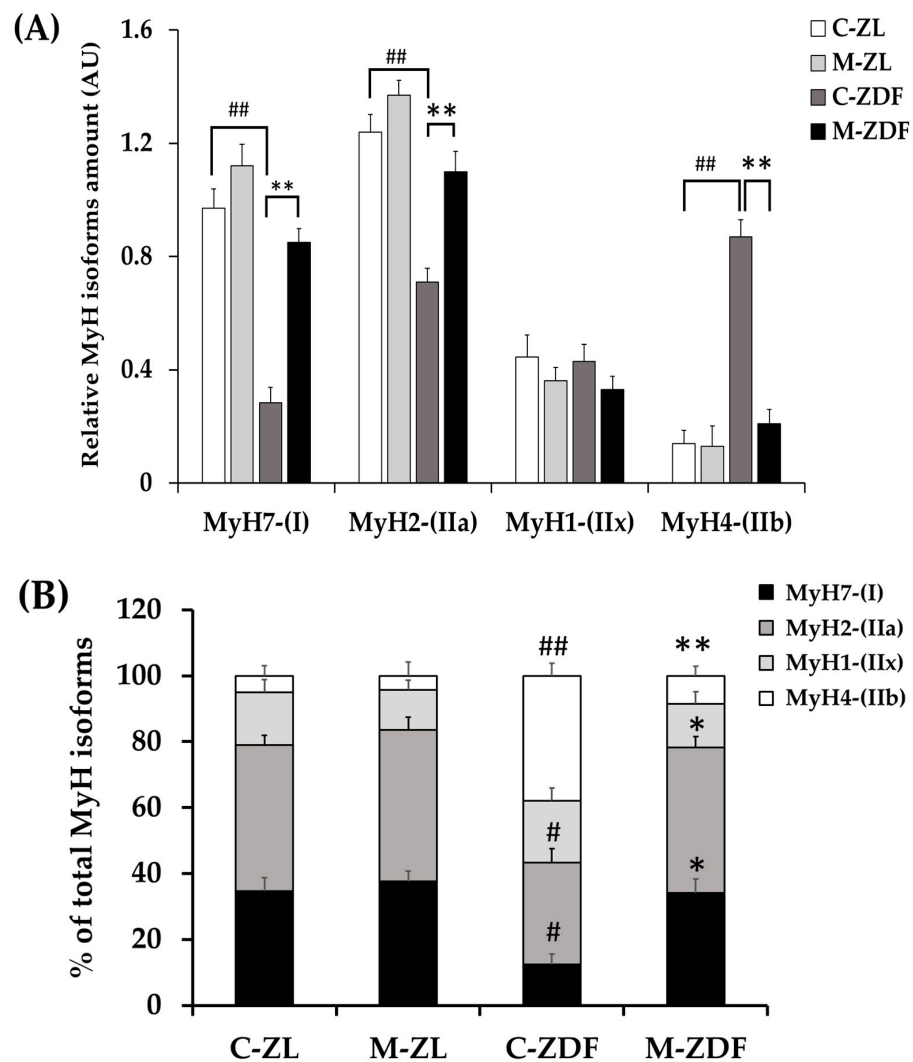 (A)
Relative MyH isoforms amount (AU)
1.6
1.2
0.8
0.4
0
##
**
##
**
##
**
C-ZL
M-ZL
C-ZDF
M-ZDF
MyH7-(I)
MyH2-(IIa)
MyH1-(IIx)
MyH4-(IIb)
(B)
% of total MyH isoforms
120
100
80
60
40
20
0
##
**
#
*
#
*
MyH7-(I)
MyH2-(IIa)
MyH1-(IIx)
MyH4-(IIb)
C-ZL
M-ZL
C-ZDF
M-ZDF